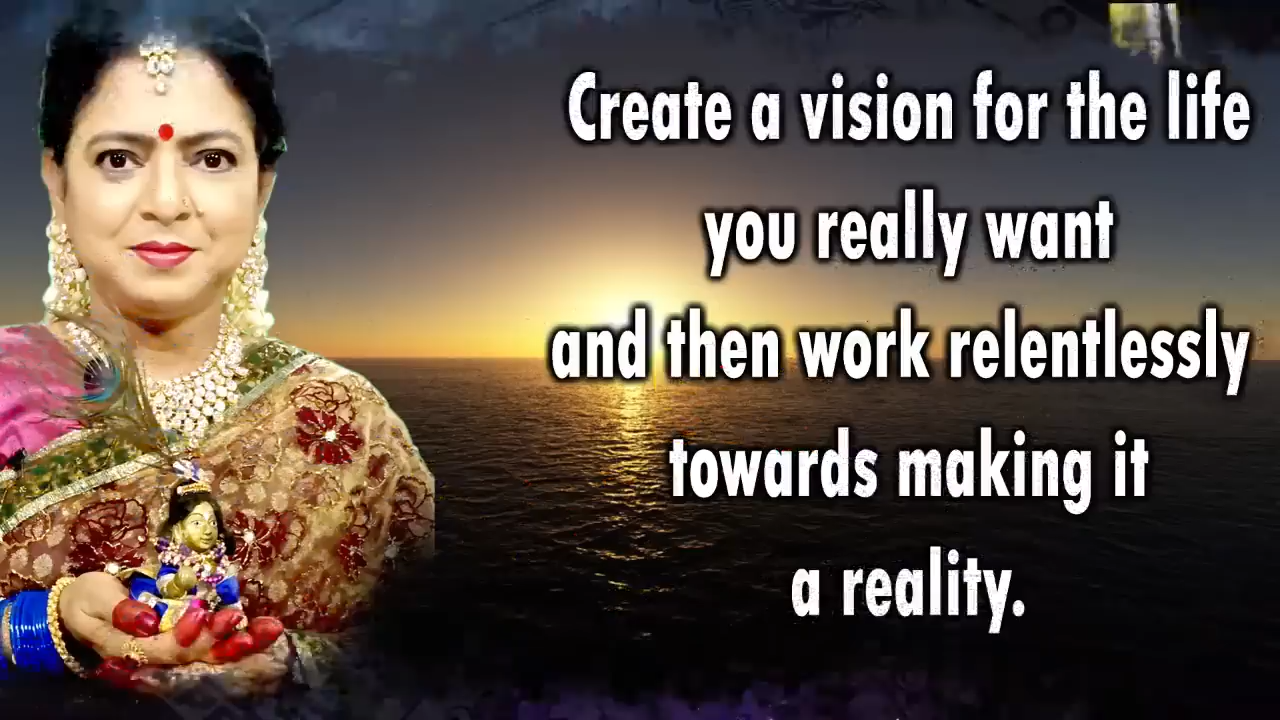 Create a vision for the life
you really want
and then work relentlessly
towards making it
a reality.